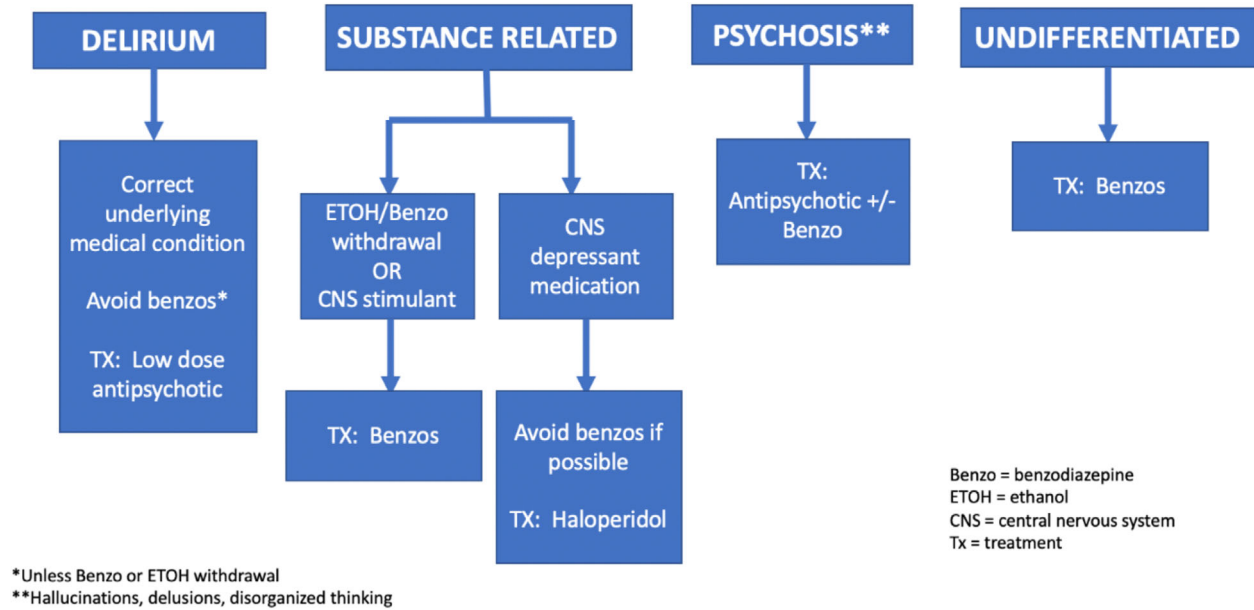 DELIRIUM
Correct
underlying
medical condition
Avoid benzos*
TX: Low dose
antipsychotic
SUBSTANCE RELATED
ETOH/Benzo
withdrawal
OR
CNS stimulant
TX: Benzos
CNS
depressant
medication
Avoid benzos if
possible
TX: Haloperidol
PSYCHOSIS**
TX:
Antipsychotic +/-
Benzo
UNDIFFERENTIATED
TX: Benzos
Benzo = benzodiazepine
ETOH = ethanol
CNS = central nervous system
Tx = treatment
*Unless Benzo or ETOH withdrawal
**Hallucinations, delusions, disorganized thinking